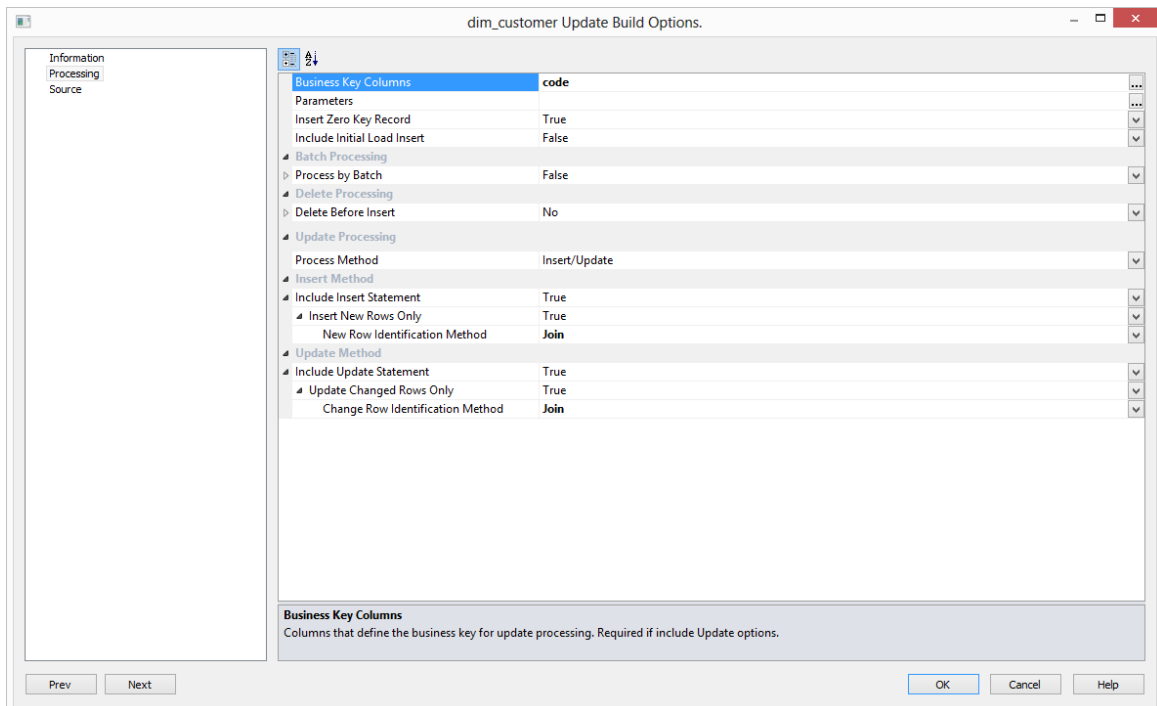 dim_customer Update Build Options.
Information
Processing
Source
Business Key Columns code
Parameters
Insert Zero Key Record True
Include Initial Load Insert False
Batch Processing
Process by Batch False
Delete Processing
Delete Before Insert No
Update Processing
Process Method Insert/Update
Insert Method
Include Insert Statement True
Insert New Rows Only True
New Row Identification Method Join
Update Method
Include Update Statement True
Update Changed Rows Only True
Change Row Identification Method Join
Business Key Columns
Columns that define the business key for update processing. Required if include Update options.
Prev Next OK Cancel Help